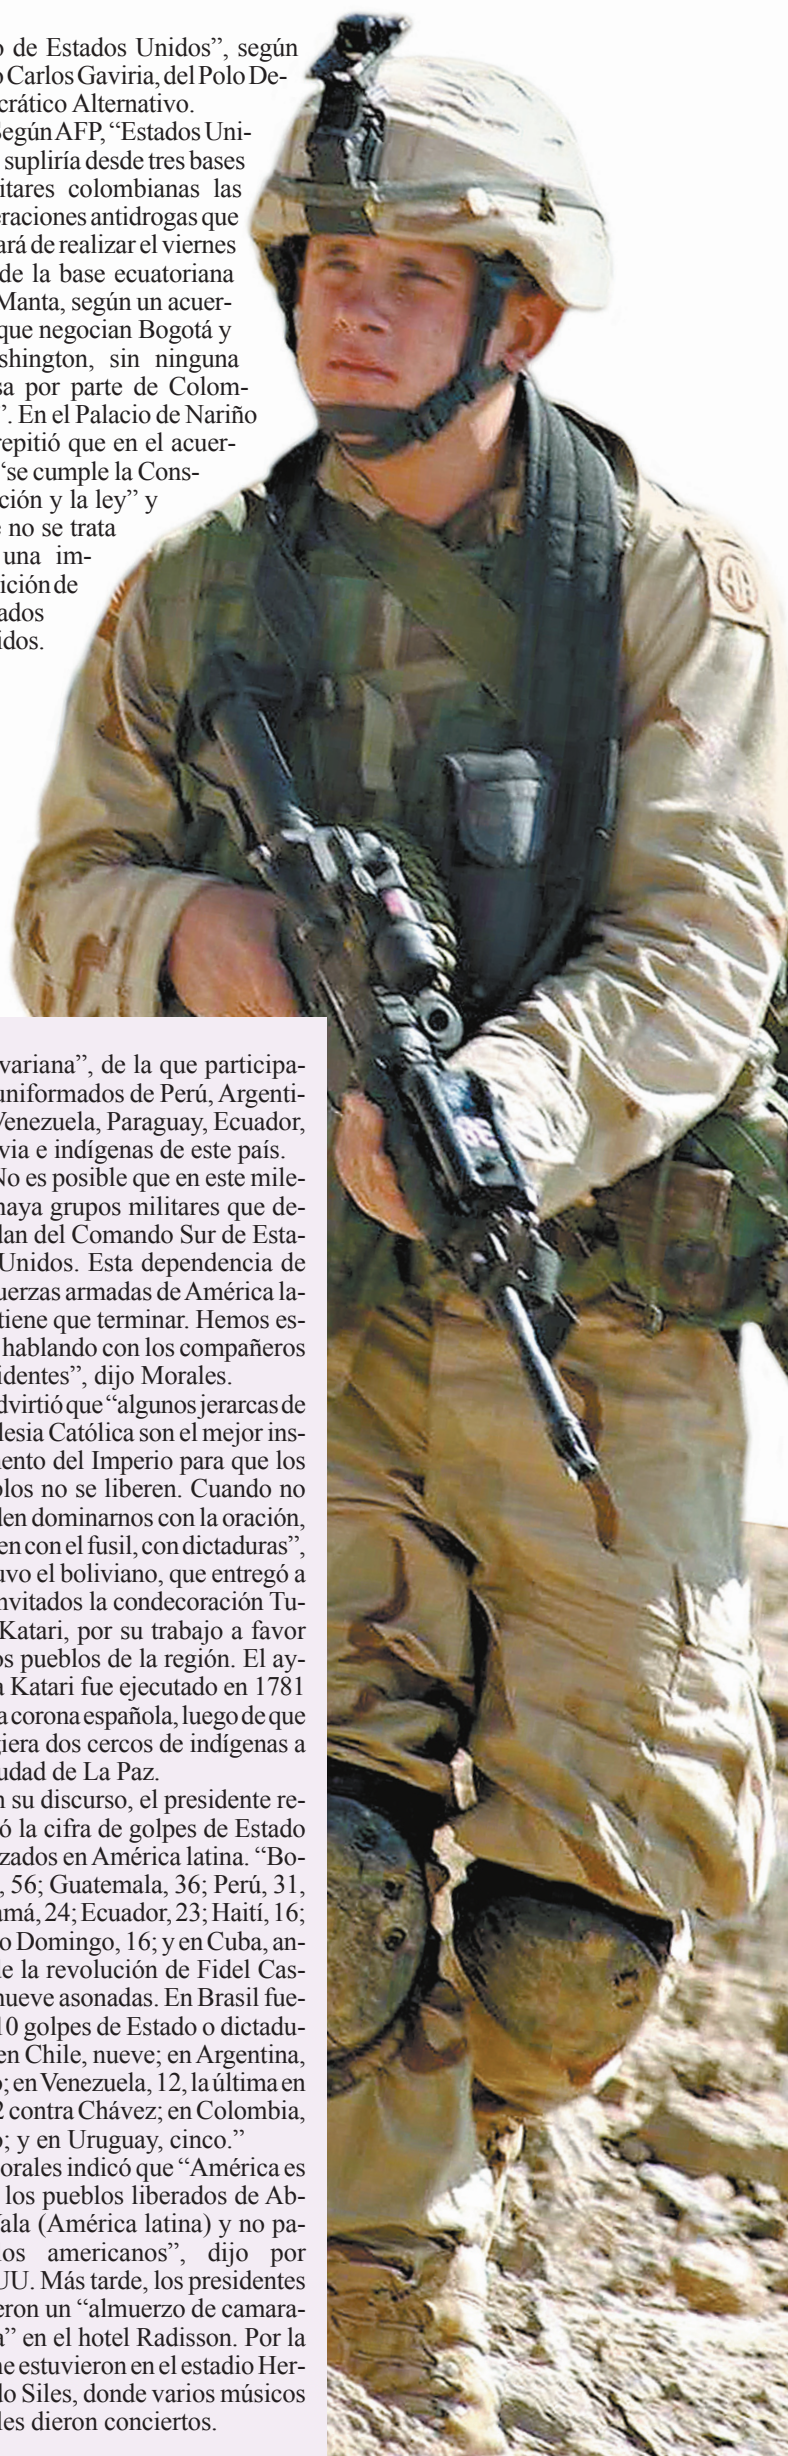 o de Estados Unidos”, según
o Carlos Gaviria, del Polo De-
crático Alternativo.
Según AFP, “Estados Uni-
supliría desde tres bases
itares colombianas las
eraciones antidrogas que
ará de realizar el viernes
de la base ecuatoriana
Manta, según un acuer-
que negocian Bogotá y
shington, sin ninguna
sa por parte de Colom-
”. En el Palacio de Nariño
repitió que en el acuer-
“se cumple la Cons-
ción y la ley” y
e no se trata
una im-
ición de
ados
idos.
variana”, de la que participa-
uniformados de Perú, Argenti-
Venezuela, Paraguay, Ecuador,
via e indígenas de este país.
No es posible que en este mile-
haya grupos militares que de-
dan del Comando Sur de Esta-
Unidos. Esta dependencia de
uerzas armadas de América la-
tiene que terminar. Hemos es-
hablando con los compañeros
identes”, dijo Morales.
dvirtió que “algunos jerarcas de
lesia Católica son el mejor ins-
ento del Imperio para que los
blos no se liberen. Cuando no
den dominarnos con la oración,
en con el fusil, con dictaduras”,
uvo el boliviano, que entregó a
nvitados la condecoración Tu-
Katari, por su trabajo a favor
os pueblos de la región. El ay-
a Katari fue ejecutado en 1781
a corona española, luego de que
giera dos cercos de indígenas a
udad de La Paz.
n su discurso, el presidente re-
ó la cifra de golpes de Estado
zados en América latina. “Bo-
, 56; Guatemala, 36; Perú, 31,
amá, 24; Ecuador, 23; Haití, 16;
o Domingo, 16; y en Cuba, an-
de la revolución de Fidel Cas-
nueve asonadas. En Brasil fue-
10 golpes de Estado o dictadu-
en Chile, nueve; en Argentina,
o; en Venezuela, 12, la última en
2 contra Chávez; en Colombia,
o; y en Uruguay, cinco.”
orales indicó que “América es
los pueblos liberados de Ab-
Yala (América latina) y no pa-
los americanos”, dijo por
UU. Más tarde, los presidentes
eron un “almuerzo de camara-
a” en el hotel Radisson. Por la
he estuvieron en el estadio Her-
do Siles, donde varios músicos
les dieron conciertos.